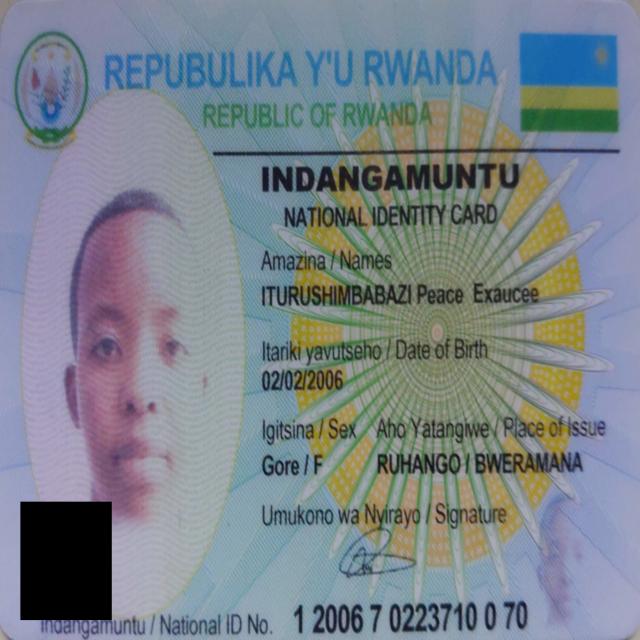 REPUBULIKA Y'U RWANDA
REPUBLIC OF RWANDA
INDANGAMUNTU
NATIONAL IDENTITY CARD
Amazina / Names
ITURUSHIMBABAZI Peace Exaucee
Itariki yavutseho / Date of Birth
02/02/2006
Igitsina / Sex Aho Yatangiwe / Place of Issue
Gore / F RUHANGO / BWERAMANA
Umukono wa Nyirayo / Signature
Indangamuntu / National ID No. 1 2006 7 0223710 0 70